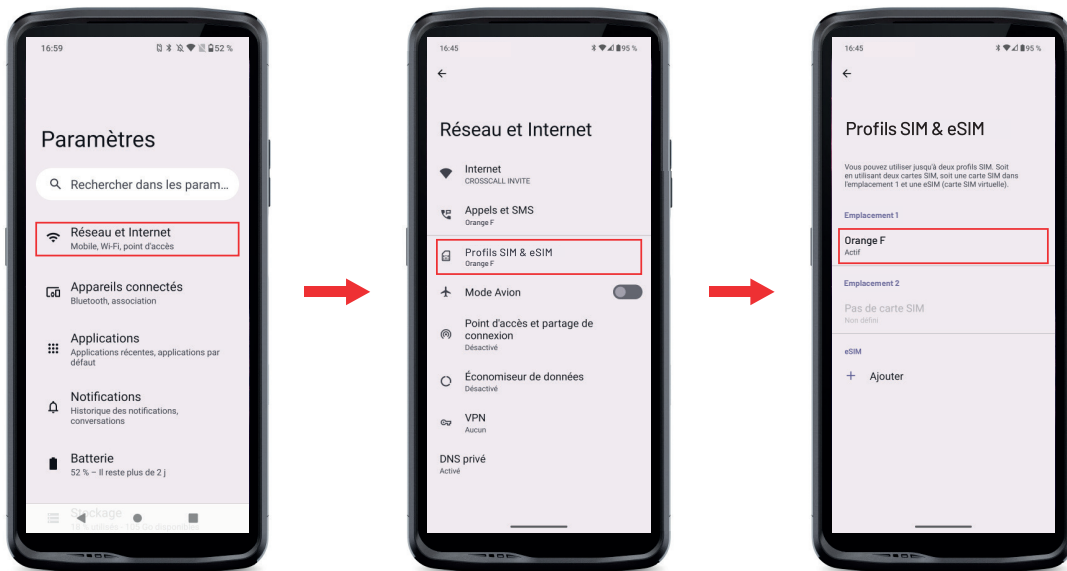 16:59
52 %
Paramètres
Rechercher dans les param...
Réseau et Internet
Mobile, Wi-Fi, point d'accès
Appareils connectés
Bluetooth, association
Applications
Applications récentes, applications par
défaut
Notifications
Historique des notifications,
conversations
Batterie
52 % – Il reste plus de 2 j
Stockage
18 % utilisés - 105 Go disponibles
16:45
95 %
Réseau et Internet
Internet
CROSSCALL INVITE
Appels et SMS
Orange F
Profils SIM & eSIM
Orange F
Mode Avion
Point d'accès et partage de
connexion
Désactivé
Économiseur de données
Désactivé
VPN
Aucun
DNS privé
Activé
16:45
95 %
Profils SIM & eSIM
Vous pouvez utiliser jusqu'à deux profils SIM. Soit
en utilisant deux cartes SIM, soit une carte SIM dans
l'emplacement 1 et une eSIM (carte SIM virtuelle).
Emplacement 1
Orange F
Actif
Emplacement 2
Pas de carte SIM
Non défini
eSIM
+ Ajouter